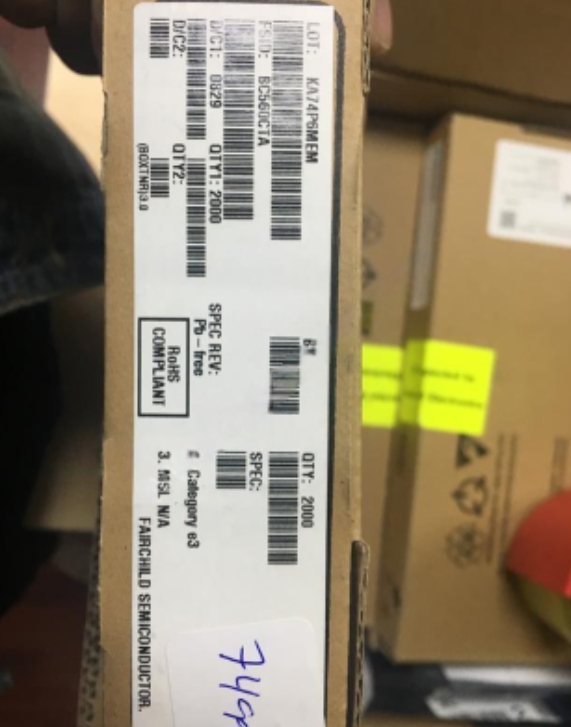 LOT: KA74P6MEM
FSID: BC560CTA
D/C1: 0829 QTY1: 2000
D/C2: QTY2:
(BOXTNR)3.0
QTY: 2000
SPEC:
SPEC REV:
Pb – free
RoHS
COMPLIANT
Category e3
3. MSL N/A
FAIRCHILD SEMICONDUCTOR.